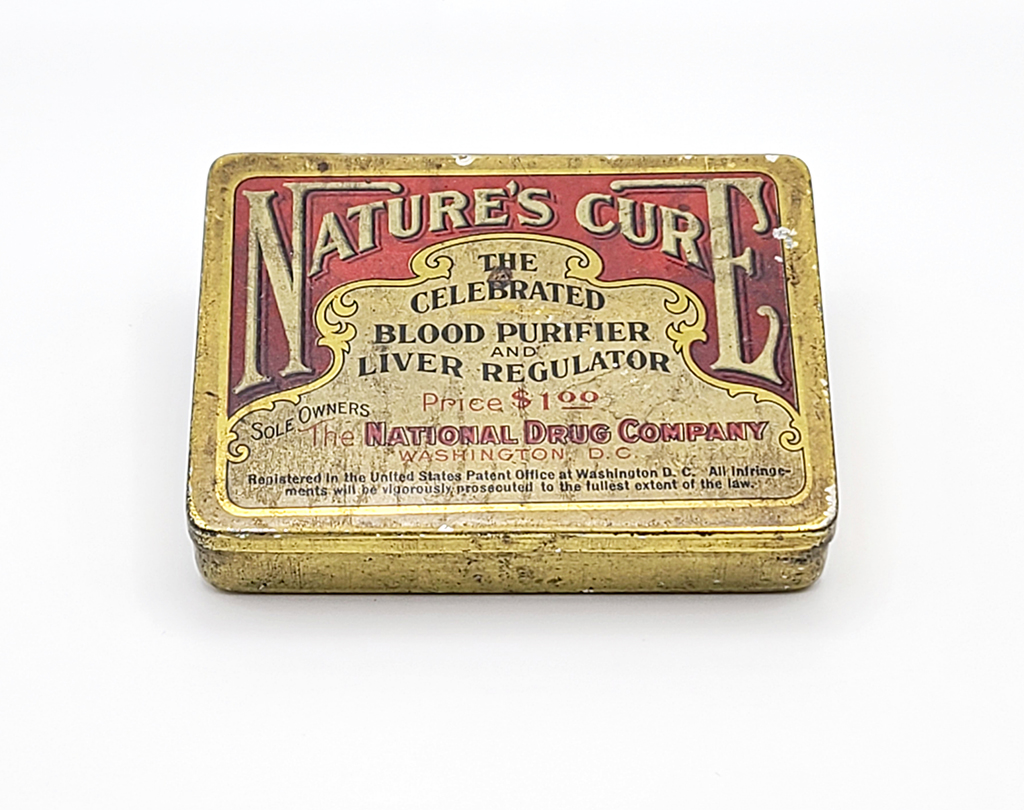 NATURE'S CURE
THE
CELEBRATED
BLOOD PURIFIER
AND
LIVER REGULATOR
Price $1.00
SOLE OWNERS
The NATIONAL DRUG COMPANY
WASHINGTON, D.C.
Registered in the United States Patent Office at Washington D. C. All infringe-
ments will be vigorously prosecuted to the fullest extent of the law.